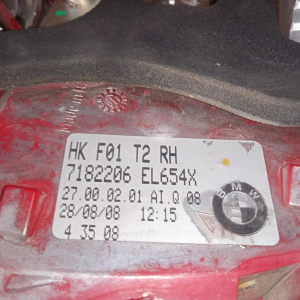 HK F01 T2 RH
7182206 EL654X
27.00.02.01 AI.Q 08
28/08/08 12:15
4 35 08
BMW